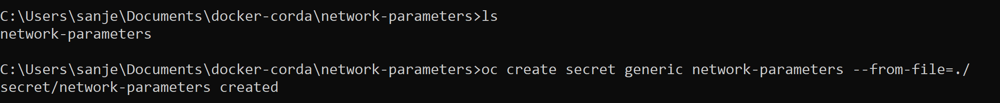 C:\Users\sanje\Documents\docker-corda\network-parameters>ls
network-parameters
C:\Users\sanje\Documents\docker-corda\network-parameters>oc create secret generic network-parameters --from-file=./
secret/network-parameters created